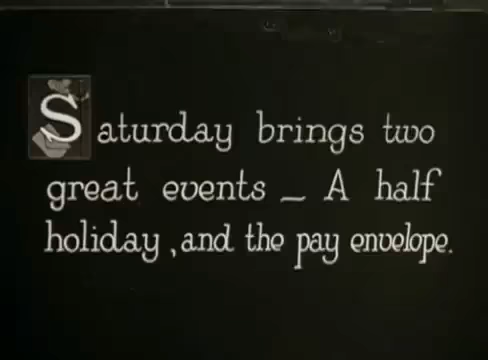 Saturday brings two
great events _ A half
holiday, and the pay envelope.